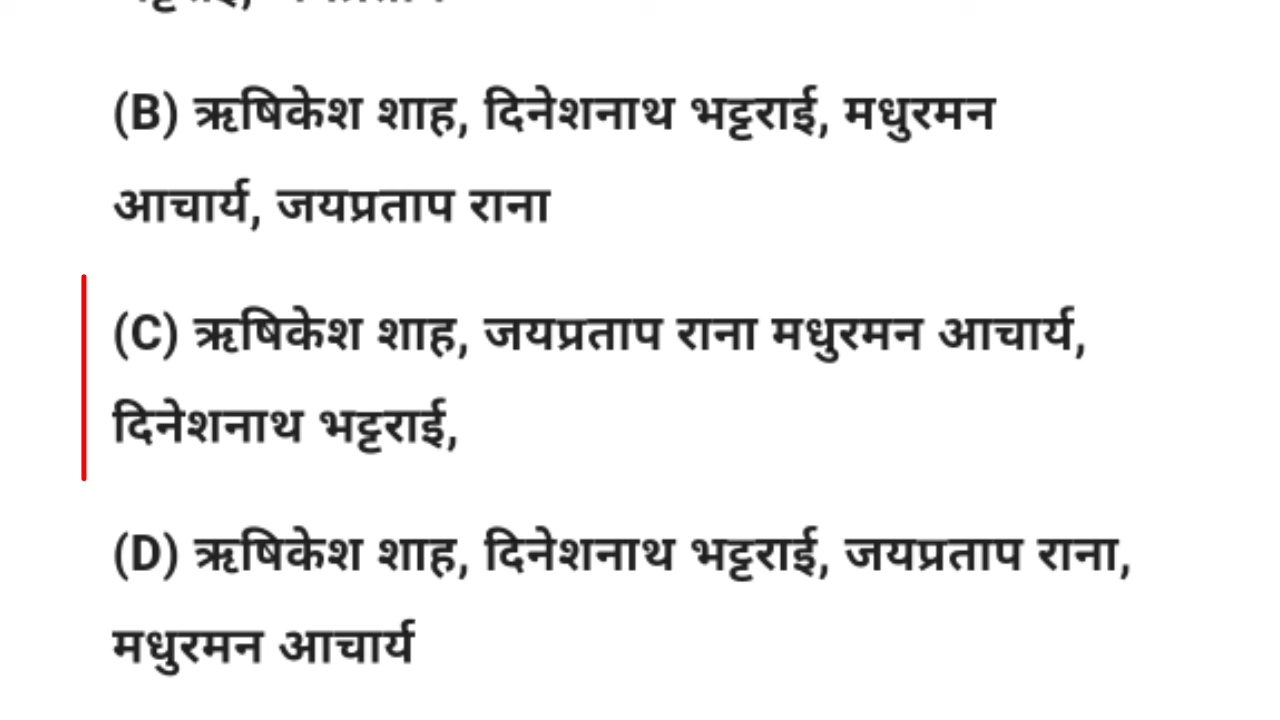 (B) ऋषिकेश शाह, दिनेशनाथ भट्टराई, मधुरमन
आचार्य, जयप्रताप राना
(C) ऋषिकेश शाह, जयप्रताप राना मधुरमन आचार्य,
दिनेशनाथ भट्टराई,
(D) ऋषिकेश शाह, दिनेशनाथ भट्टराई, जयप्रताप राना,
मधुरमन आचार्य